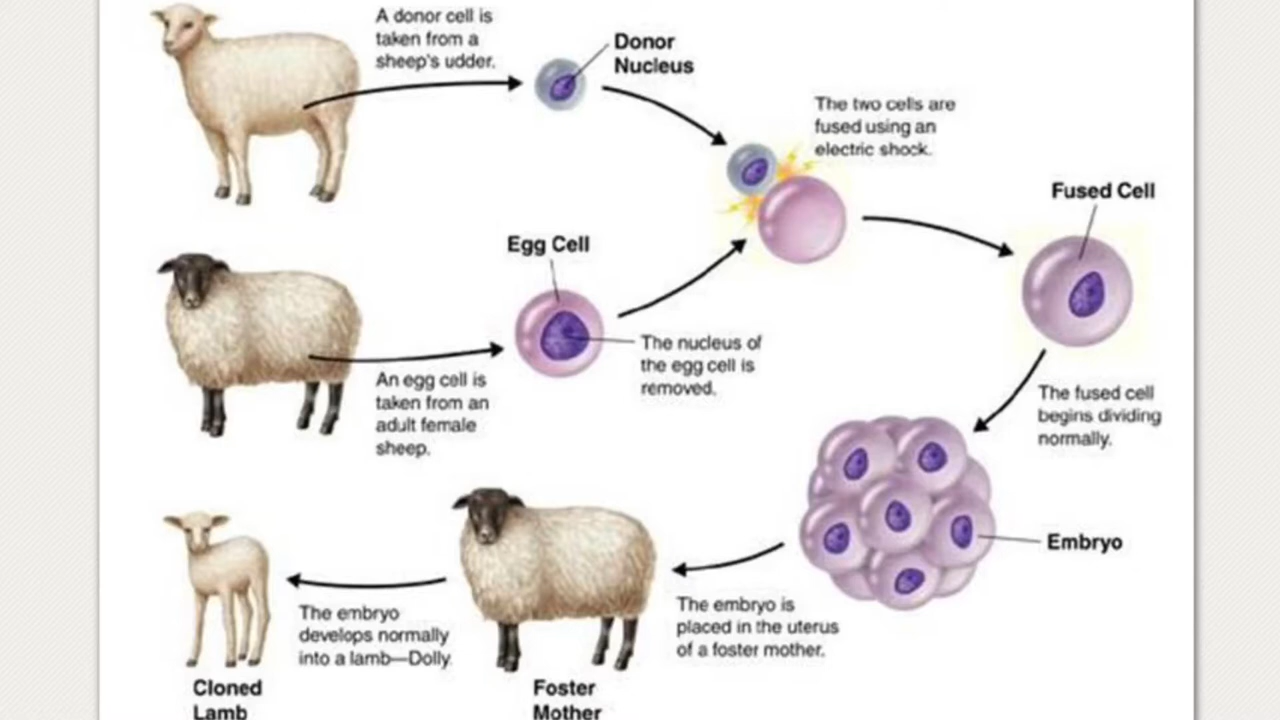 A donor cell is
taken from a
sheep's udder.
Donor
Nucleus
The two cells are
fused using an
electric shock.
Fused Cell
Egg Cell
The nucleus of
the egg cell is
removed.
An egg cell is
taken from an
adult female
sheep.
The fused cell
begins dividing
normally.
Embryo
The embryo is
placed in the uterus
of a foster mother.
The embryo
develops normally
into a lamb—Dolly.
Foster
Mother
Cloned
Lamb